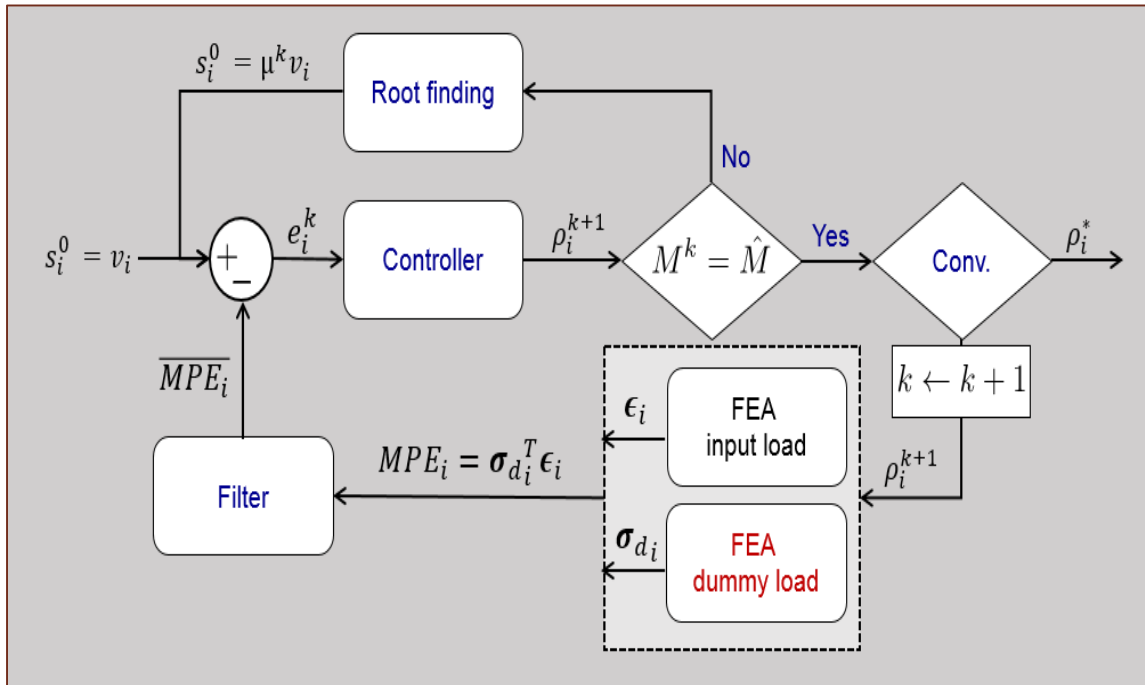 s_i^0 = μ^k v_i
Root finding
No
s_i^0 = v_i
+
−
e_i^k
Controller
ρ_i^{k+1}
M^k = M̂
Yes
Conv.
ρ_i^*
k ← k + 1
\overline{MPE_i}
Filter
MPE_i = σ_{d_i}^T ϵ_i
ϵ_i
FEA
input load
ρ_i^{k+1}
σ_{d_i}
FEA
dummy load